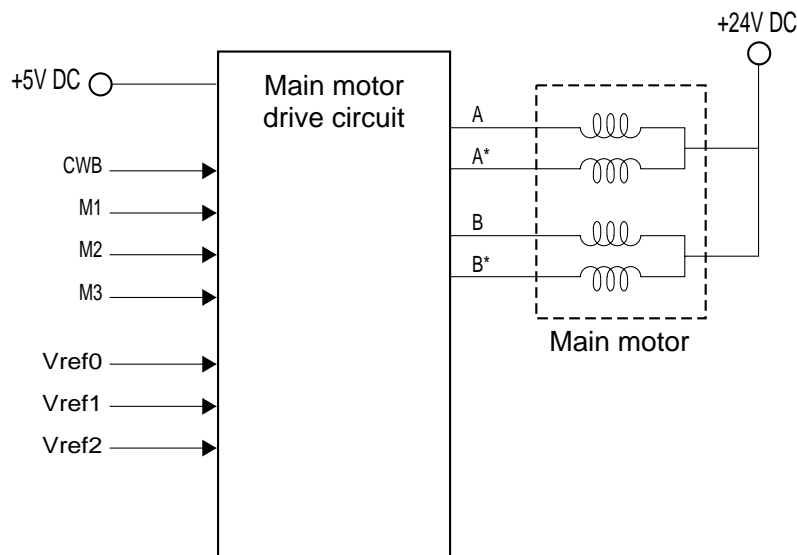 +24V DC
+5V DC
Main motor
drive circuit
A
A*
B
B*
CWB
M1
M2
M3
Vref0
Vref1
Vref2
Main motor